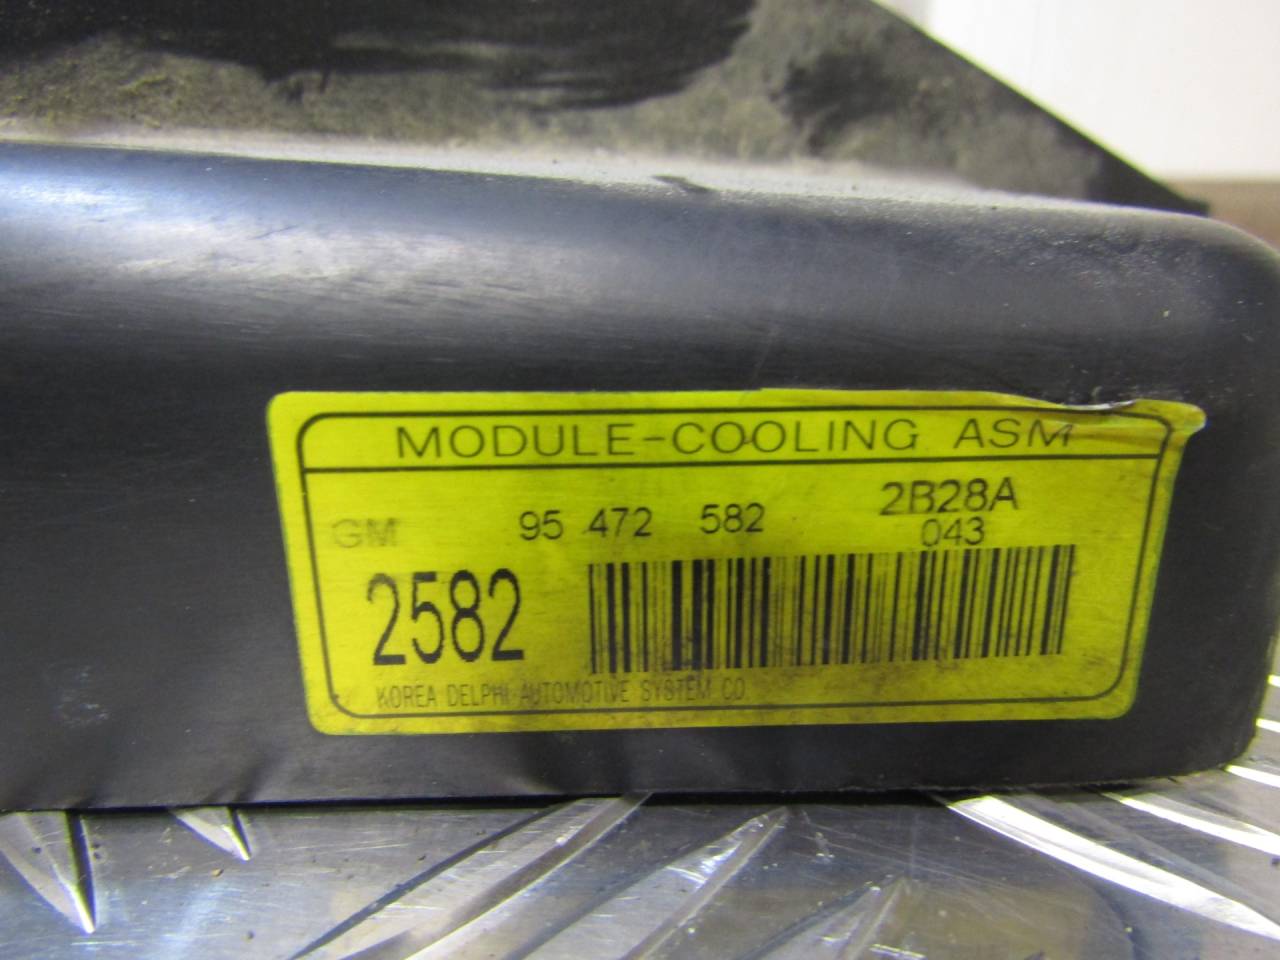 MODULE-COOLING ASM
GM 95 472 582 2B28A
043
2582
KOREA DELPHI AUTOMOTIVE SYSTEM CO.